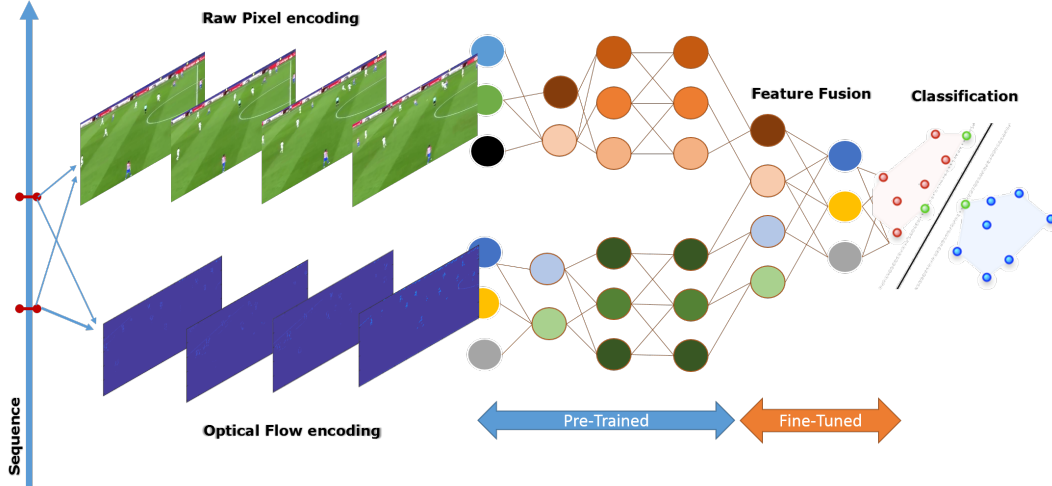 Raw Pixel encoding
Feature Fusion
Classification
Optical Flow encoding
Pre-Trained
Fine-Tuned
Sequence